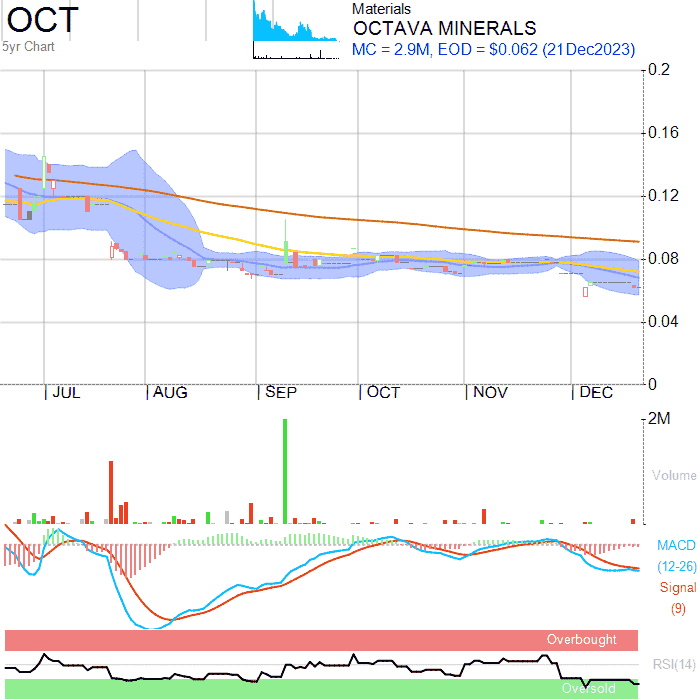 OCT
5yr Chart
Materials
OCTAVA MINERALS
MC = 2.9M, EOD = $0.062 (21Dec2023)
0.2
0.16
0.12
0.08
0.04
0
JUL AUG SEP OCT NOV DEC
2M
Volume
MACD
(12-26)
Signal
(9)
Overbought
RSI(14)
Oversold